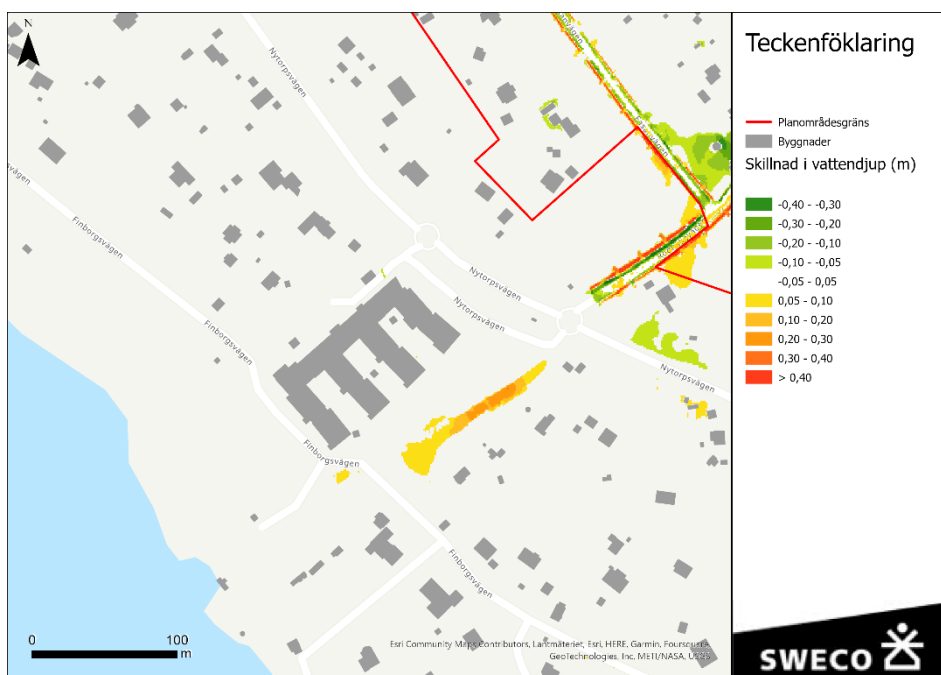 N
Nytorpsvägen
Finborgsvägen
Nytorpsvägen
Nytorpsvägen
Finborgsvägen
Nytorpsvägen
Finborgsvägen
Finborgsvägen
0 100
m
Esri Community Maps Contributors, Lantmäteriet, Esri, HERE, Garmin, Foursquare,
GeoTechnologies, Inc, METI/NASA, USGS
Teckenföklaring
Planområdesgräns
Byggnader
Skillnad i vattendjup (m)
-0,40 - -0,30
-0,30 - -0,20
-0,20 - -0,10
-0,10 - -0,05
-0,05 - 0,05
0,05 - 0,10
0,10 - 0,20
0,20 - 0,30
0,30 - 0,40
> 0,40
SWECO